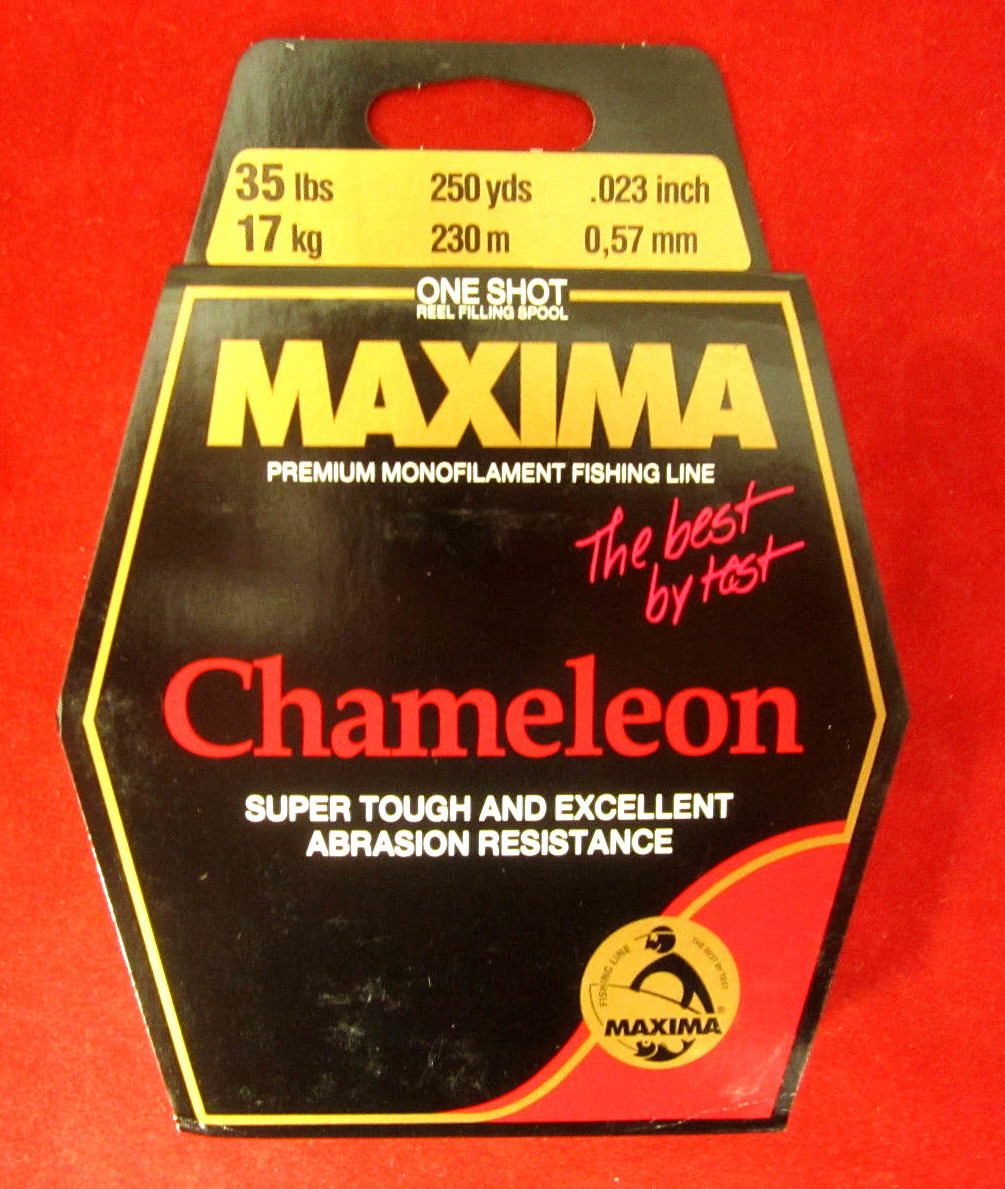 35 lbs 250 yds .023 inch
17 kg 230 m 0,57 mm
ONE SHOT
REEL FILLING SPOOL
MAXIMA
PREMIUM MONOFILAMENT FISHING LINE
The best
by test
Chameleon
SUPER TOUGH AND EXCELLENT
ABRASION RESISTANCE
FISHING LINE
THE BEST BY TEST
MAXIMA®